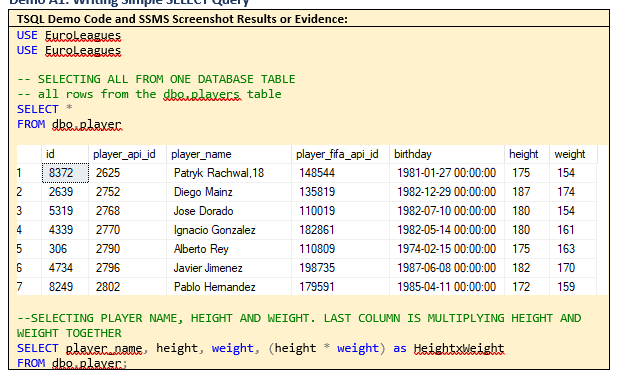 Demo A1: Writing Simple SELECT Query
TSQL Demo Code and SSMS Screenshot Results or Evidence:
USE EuroLeagues
USE EuroLeagues
-- SELECTING ALL FROM ONE DATABASE TABLE
-- all rows from the dbo.players table
SELECT *
FROM dbo.player
id player_api_id player_name player_fifa_api_id birthday height weight
1 8372 2625 Patryk Rachwal,18 148544 1981-01-27 00:00:00 175 154
2 2639 2752 Diego Mainz 135819 1982-12-29 00:00:00 187 174
3 5319 2768 Jose Dorado 110019 1982-07-10 00:00:00 180 154
4 4339 2770 Ignacio Gonzalez 182861 1982-05-14 00:00:00 180 161
5 306 2790 Alberto Rey 110809 1974-02-15 00:00:00 175 163
6 4734 2796 Javier Jimenez 198735 1987-06-08 00:00:00 182 170
7 8249 2802 Pablo Hernandez 179591 1985-04-11 00:00:00 172 159
--SELECTING PLAYER NAME, HEIGHT AND WEIGHT. LAST COLUMN IS MULTIPLYING HEIGHT AND
WEIGHT TOGETHER
SELECT player_name, height, weight, (height * weight) as HeightxWeight
FROM dbo.player;